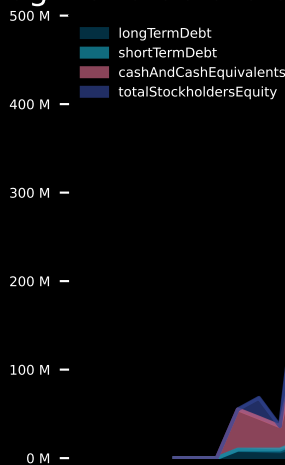 500 M
longTermDebt
shortTermDebt
cashAndCashEquivalents
totalStockholdersEquity
400 M
300 M
200 M
100 M
0 M